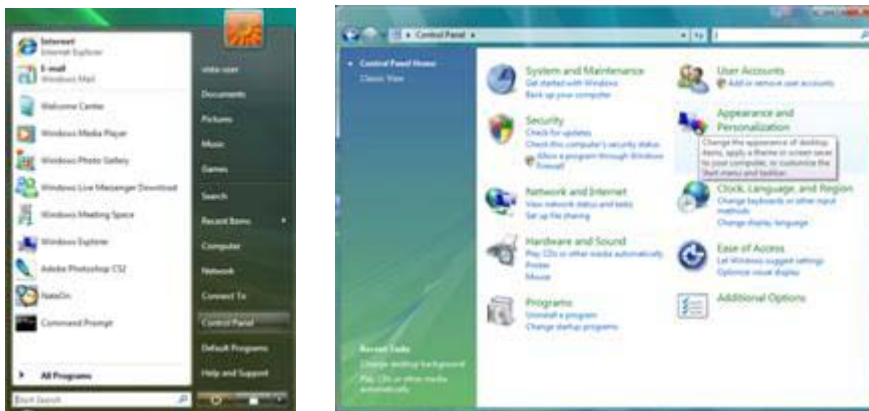 Internet
Internet Explorer
E-mail
Windows Mail
Welcome Center
Windows Media Player
Windows Photo Gallery
Windows Live Messenger Download
Windows Meeting Space
Windows Explorer
Adobe Photoshop CS2
NateOn
Command Prompt
All Programs
Start Search
vista user
Documents
Pictures
Music
Games
Search
Recent Items
Computer
Network
Connect To
Control Panel
Default Programs
Help and Support
Control Panel
Control Panel Home
Classic View
System and Maintenance
Get started with Windows
Back up your computer
Security
Check for updates
Check this computer's security status
Allow a program through Windows
Firewall
Network and Internet
View network status and tasks
Set up file sharing
Hardware and Sound
Play CDs or other media automatically
Printer
Mouse
Programs
Uninstall a program
Change startup programs
User Accounts
Add or remove user accounts
Appearance and
Personalization
Change the appearance of desktop
items, apply a theme or screen saver
to your computer, or customize the
Start menu and taskbar.
Clock, Language, and Region
Change keyboards or other input
methods
Change display language
Ease of Access
Let Windows suggest settings
Optimize visual display
Additional Options
Recent Tasks
Change desktop background
Play CDs or other media
automatically